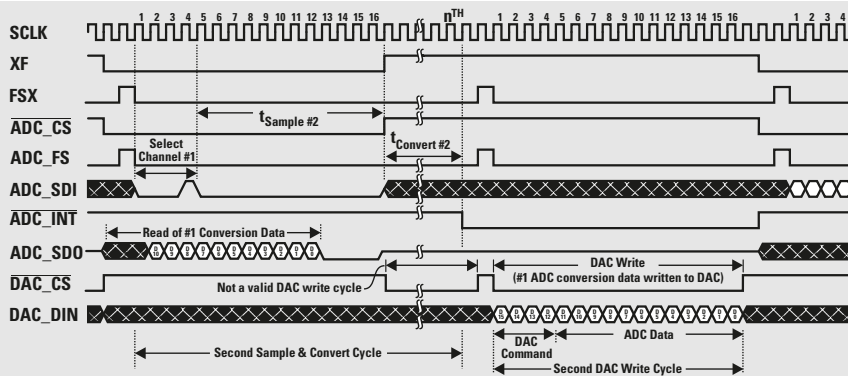 n^TH
1 2 3 4 5 6 7 8 9 10 11 12 13 14 15 16 1 2 3 4 5 6 7 8 9 10 11 12 13 14 15 16 1 2 3 4
SCLK
XF
FSX
ADC_CS
t_Sample #2
ADC_FS
Select
Channel #1
t_Convert #2
ADC_SDI
ADC_INT
Read of #1 Conversion Data
ADC_SDO
DAC Write
(#1 ADC conversion data written to DAC)
DAC_CS
Not a valid DAC write cycle
DAC_DIN
DAC
Command
ADC Data
Second Sample & Convert Cycle
Second DAC Write Cycle